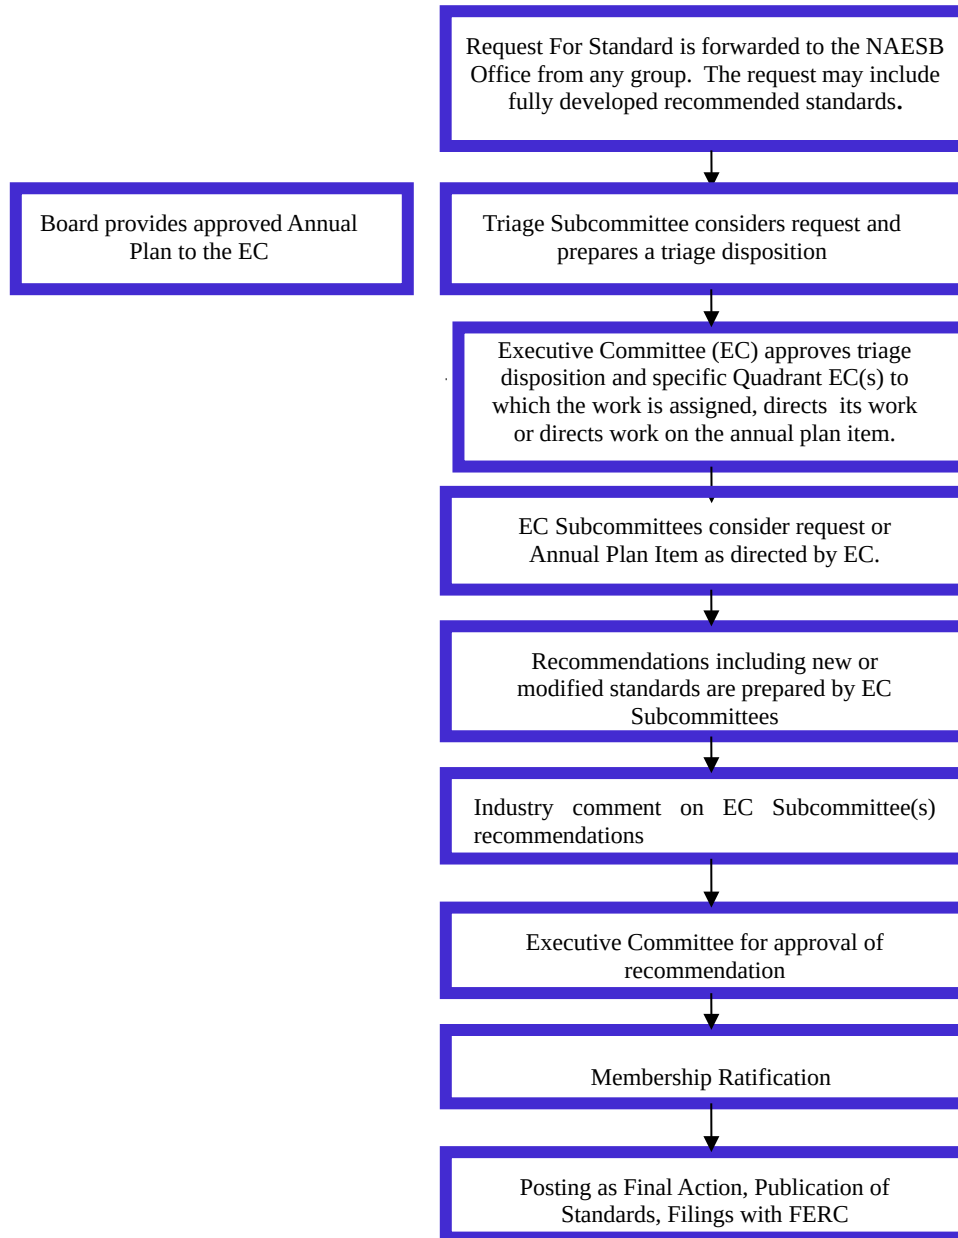 Request For Standard is forwarded to the NAESB
Office from any group.  The request may include
fully developed recommended standards.
Board provides approved Annual
Plan to the EC
Triage Subcommittee considers request and
prepares a triage disposition
Executive Committee (EC) approves triage
disposition and specific Quadrant EC(s) to
which the work is assigned, directs  its work
or directs work on the annual plan item.
EC Subcommittees consider request or
Annual Plan Item as directed by EC.
Recommendations including new or
modified standards are prepared by EC
Subcommittees
Industry comment on EC Subcommittee(s)
recommendations
Executive Committee for approval of
recommendation
Membership Ratification
Posting as Final Action, Publication of
Standards, Filings with FERC